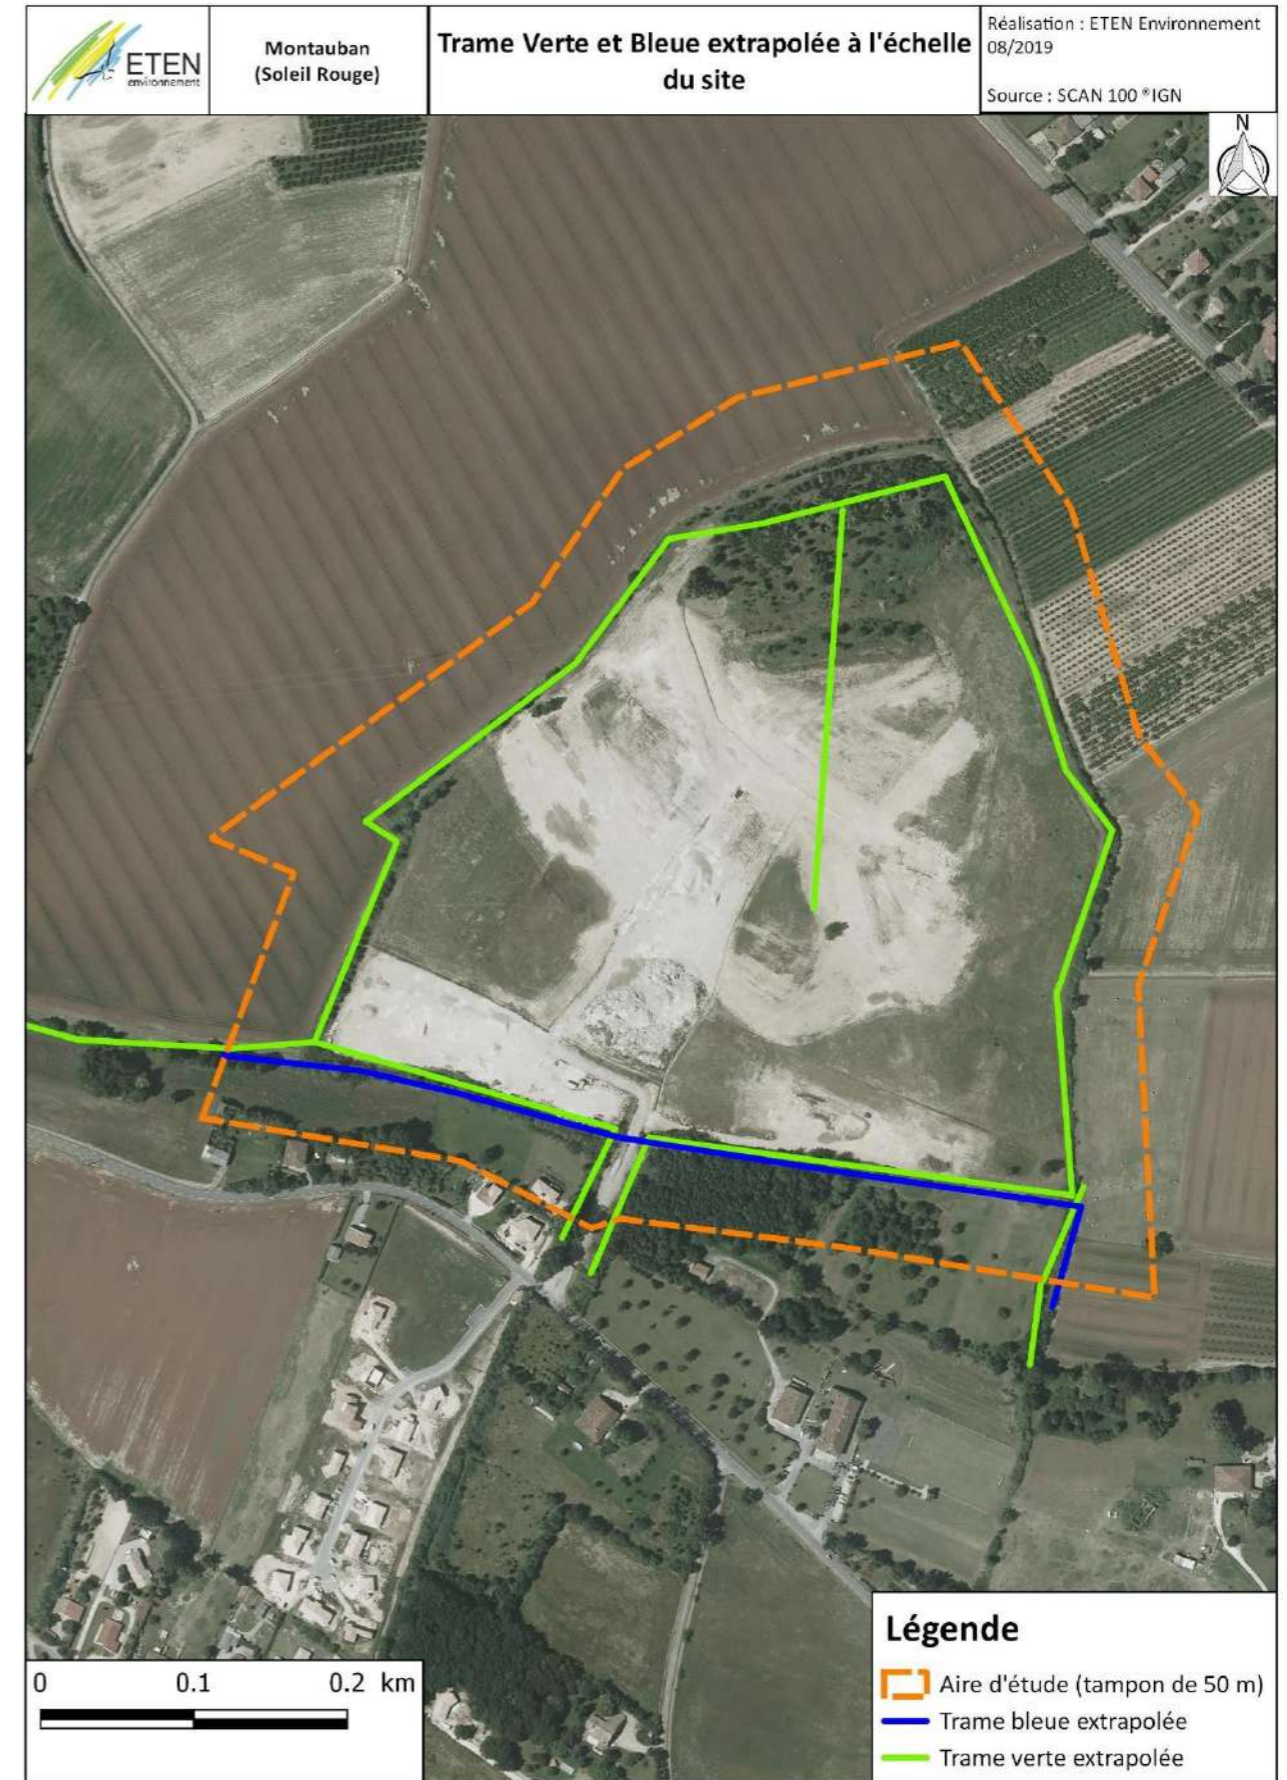 ETEN
environnement
Montauban
(Soleil Rouge)
Trame Verte et Bleue extrapolée à l'échelle
du site
Réalisation : ETEN Environnement
08/2019
Source : SCAN 100 ®IGN
N
Légende
Aire d'étude (tampon de 50 m)
Trame bleue extrapolée
Trame verte extrapolée
0 0.1 0.2 km